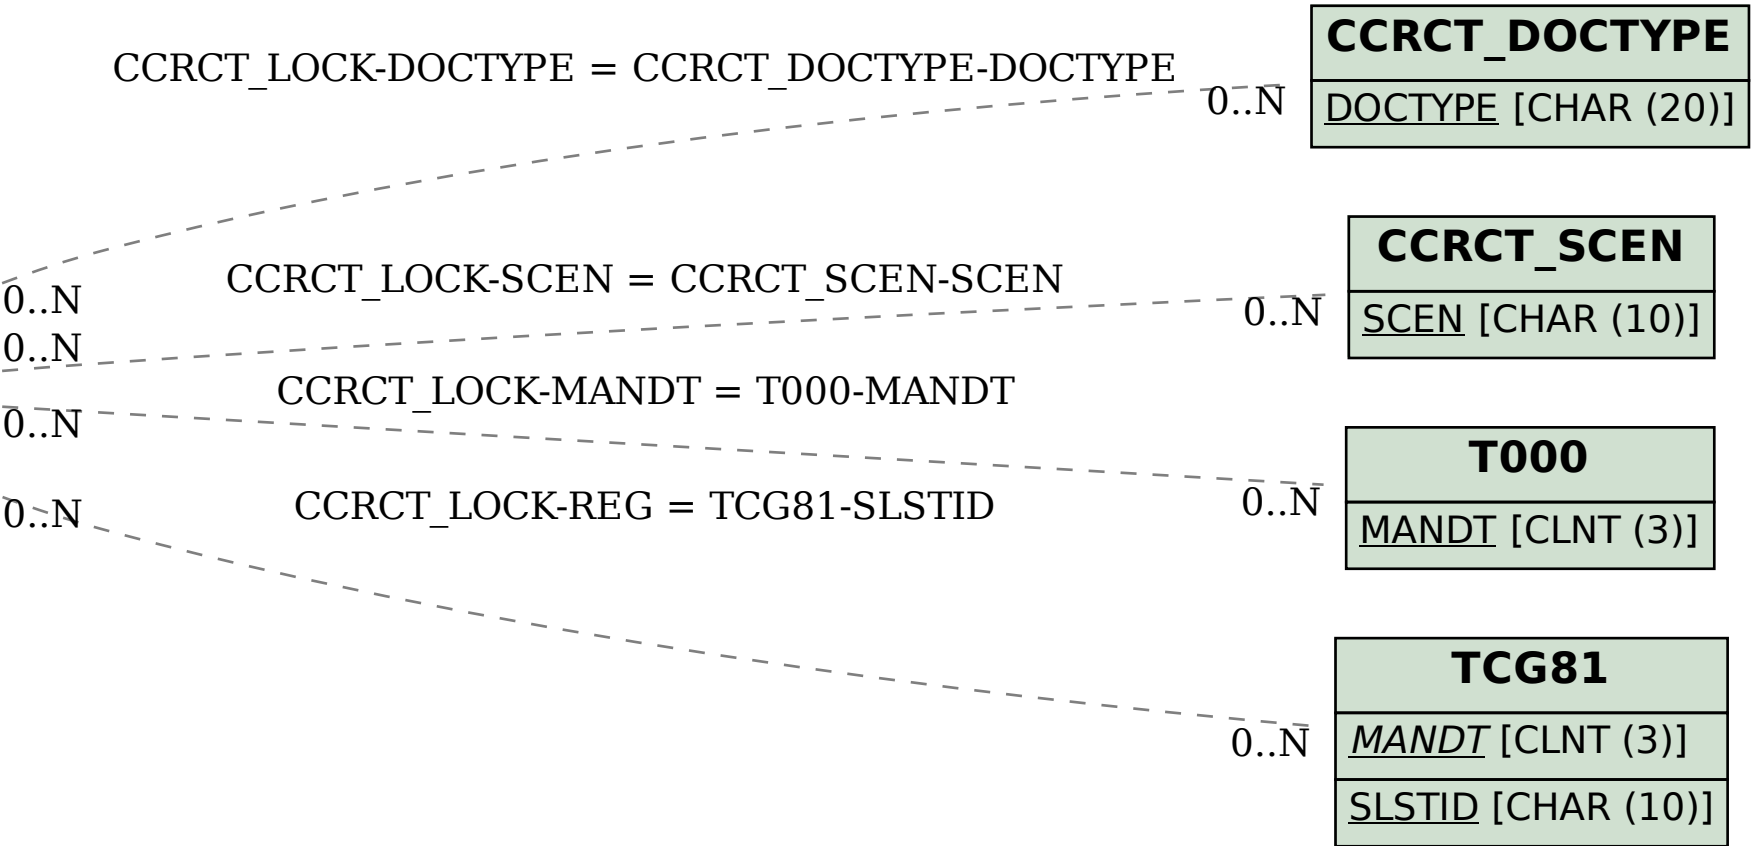 CCRCT_DOCTYPE
CCRCT_LOCK-DOCTYPE = CCRCT_DOCTYPE-DOCTYPE
0..N
DOCTYPE [CHAR (20)]
CCRCT_SCEN
CCRCT_LOCK-SCEN = CCRCT_SCEN-SCEN
0..N
0..N
SCEN [CHAR (10)]
0..N
CCRCT_LOCK-MANDT = T000-MANDT
0..N
T000
0..N
MANDT [CLNT (3)]
0..N
CCRCT_LOCK-REG = TCG81-SLSTID
TCG81
0..N
MANDT [CLNT (3)]
SLSTID [CHAR (10)]